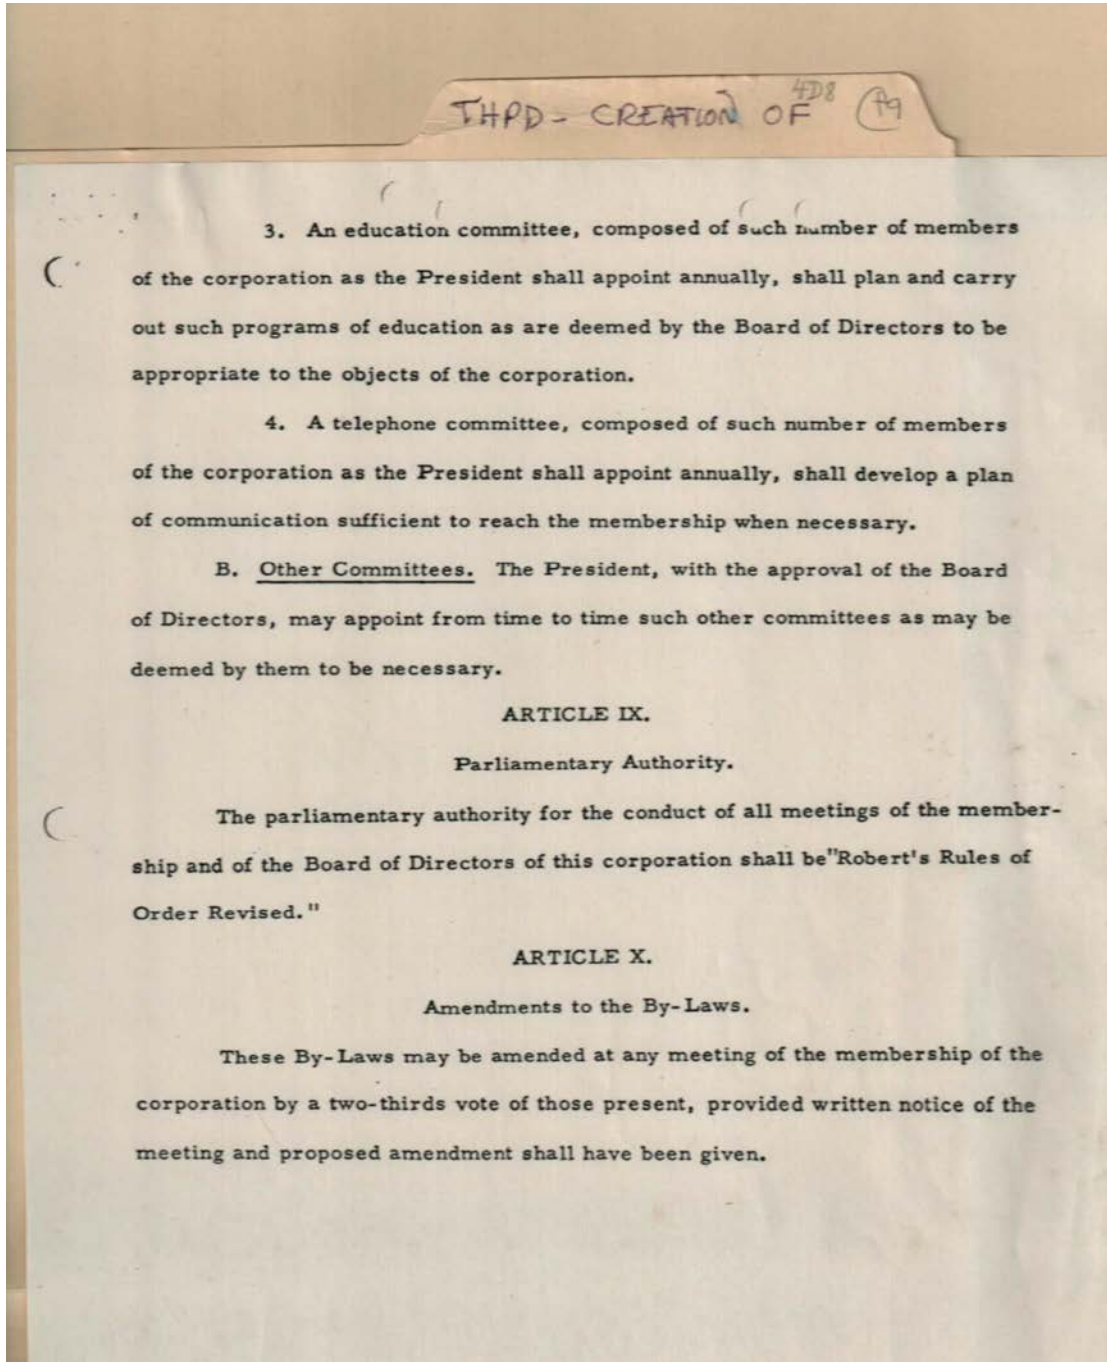 THPD - CREATION OF 4D8
3. An education committee, composed of such number of members
of the corporation as the President shall appoint annually, shall plan and carry
out such programs of education as are deemed by the Board of Directors to be
appropriate to the objects of the corporation.
4. A telephone committee, composed of such number of members
of the corporation as the President shall appoint annually, shall develop a plan
of communication sufficient to reach the membership when necessary.
B. Other Committees. The President, with the approval of the Board
of Directors, may appoint from time to time such other committees as may be
deemed by them to be necessary.
ARTICLE IX.
Parliamentary Authority.
The parliamentary authority for the conduct of all meetings of the member-
ship and of the Board of Directors of this corporation shall be"Robert's Rules of
Order Revised."
ARTICLE X.
Amendments to the By-Laws.
These By-Laws may be amended at any meeting of the membership of the
corporation by a two-thirds vote of those present, provided written notice of the
meeting and proposed amendment shall have been given.